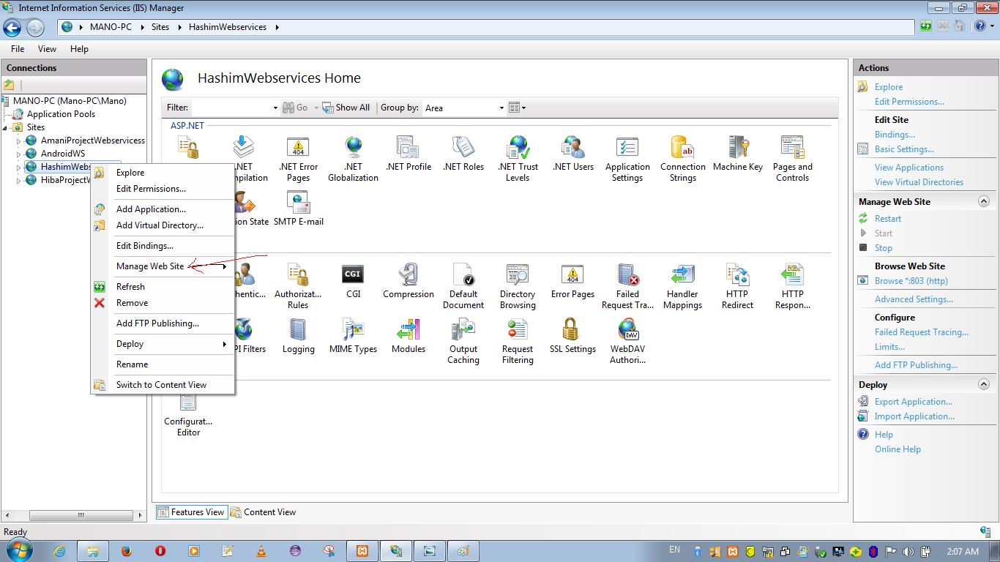 Internet Information Services (IIS) Manager
MANO-PC
Sites
HashimWebservices
File View Help
Connections
MANO-PC (Mano-PC\Mano)
Application Pools
Sites
AmaniProjectWebservicess
AndroidWS
HashimWebs
HibaProjectW
Explore
Edit Permissions...
Add Application...
Add Virtual Directory...
Edit Bindings...
Manage Web Site
Refresh
Remove
Add FTP Publishing...
Deploy
Rename
Switch to Content View
HashimWebservices Home
Filter: Go Show All Group by: Area
ASP.NET
.NET Error
Pages
.NET
Globalization
.NET Profile
.NET Roles
.NET Trust
Levels
.NET Users
Application
Settings
Connection
Strings
Machine Key
Pages and
Controls
SMTP E-mail
Authorizat...
Rules
CGI
Compression
Default
Document
Directory
Browsing
Error Pages
Failed
Request Tra...
Handler
Mappings
HTTP
Redirect
HTTP
Respon...
Filters
Logging
MIME Types
Modules
Output
Caching
Request
Filtering
SSL Settings
WebDAV
Authori...
Configurat...
Editor
Features View
Content View
Actions
Explore
Edit Permissions...
Edit Site
Bindings...
Basic Settings...
View Applications
View Virtual Directories
Manage Web Site
Restart
Start
Stop
Browse Web Site
Browse *:803 (http)
Advanced Settings...
Configure
Failed Request Tracing...
Limits...
Add FTP Publishing...
Deploy
Export Application...
Import Application...
Help
Online Help
Ready
EN
2:07 AM